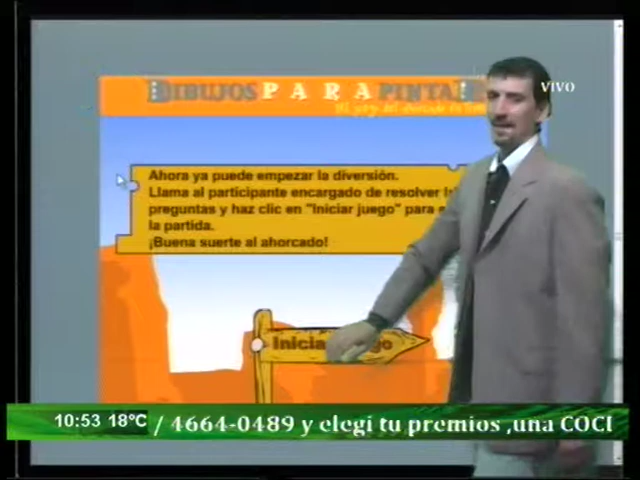 DIBUJOS PARA PINTAR
VIVO
Ahora ya puede empezar la diversión.
Llama al participante encargado de resolver
preguntas y haz clic en "Iniciar juego" para
la partida.
¡Buena suerte al ahorcado!
Iniciar juego
10:53 18°C / 4664-0489 y elegí tu premios ,una COCI